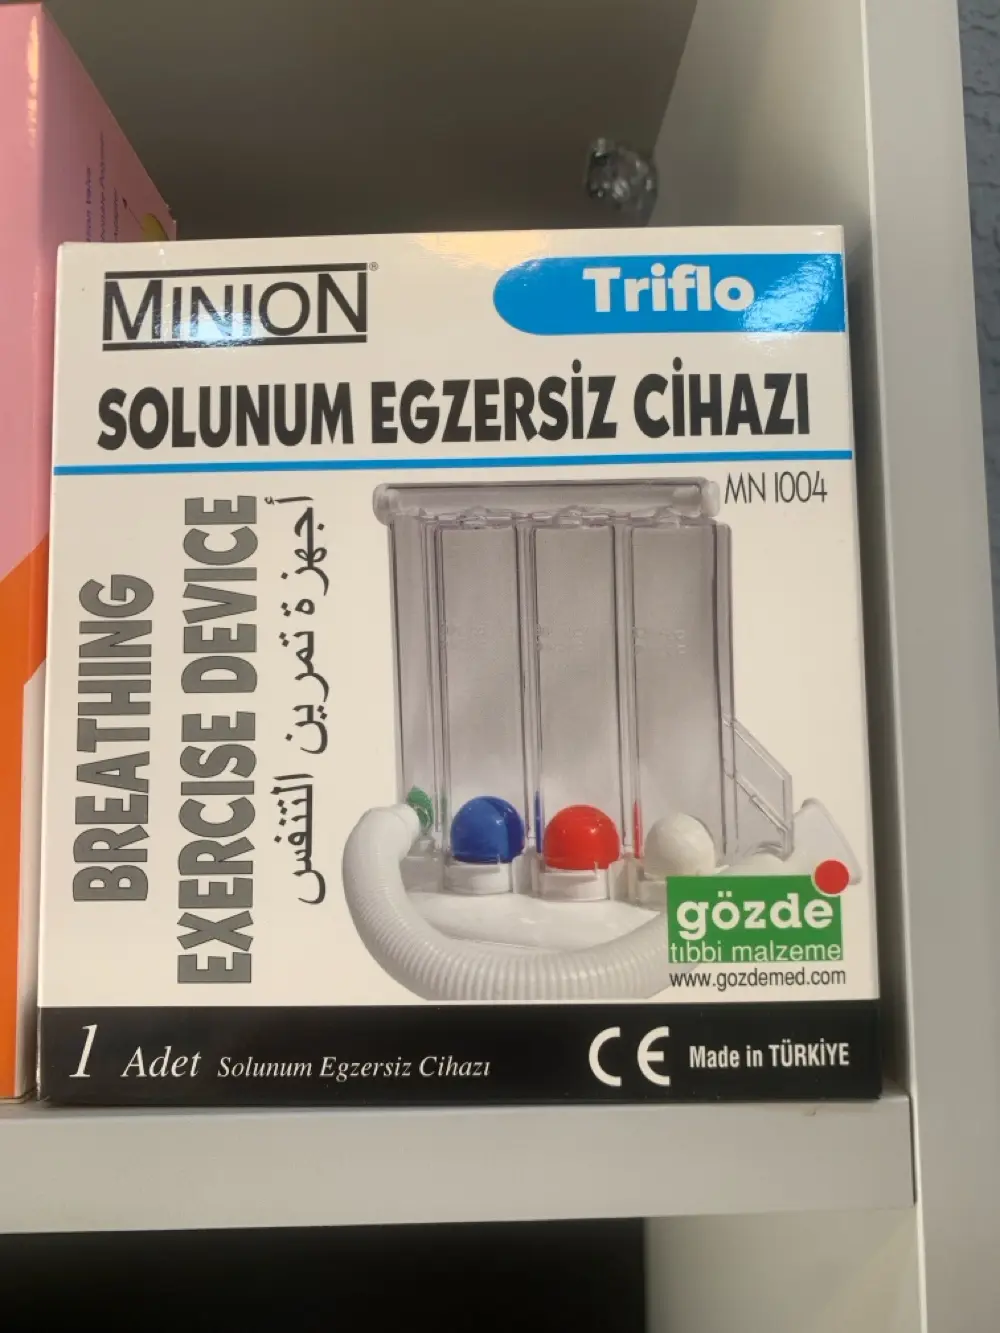 MINION®
Triflo
SOLUNUM EGZERSİZ CİHAZI
MN 1004
BREATHING
EXERCISE DEVICE
أجهزة تمرين التنفس
gözde
tıbbi malzeme
www.gozdemed.com
1 Adet Solunum Egzersiz Cihazı
CE Made in TÜRKİYE